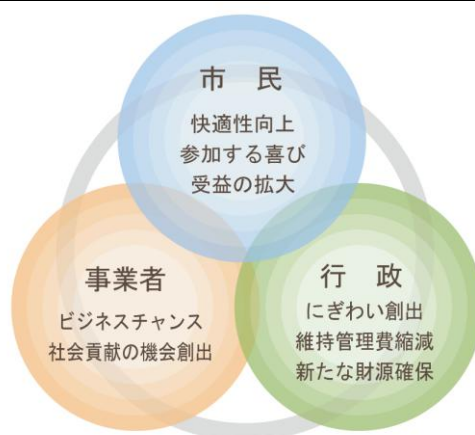 市　民
快適性向上
参加する喜び
受益の拡大
事業者
ビジネスチャンス
社会貢献の機会創出
行　政
にぎわい創出
維持管理費縮減
新たな財源確保